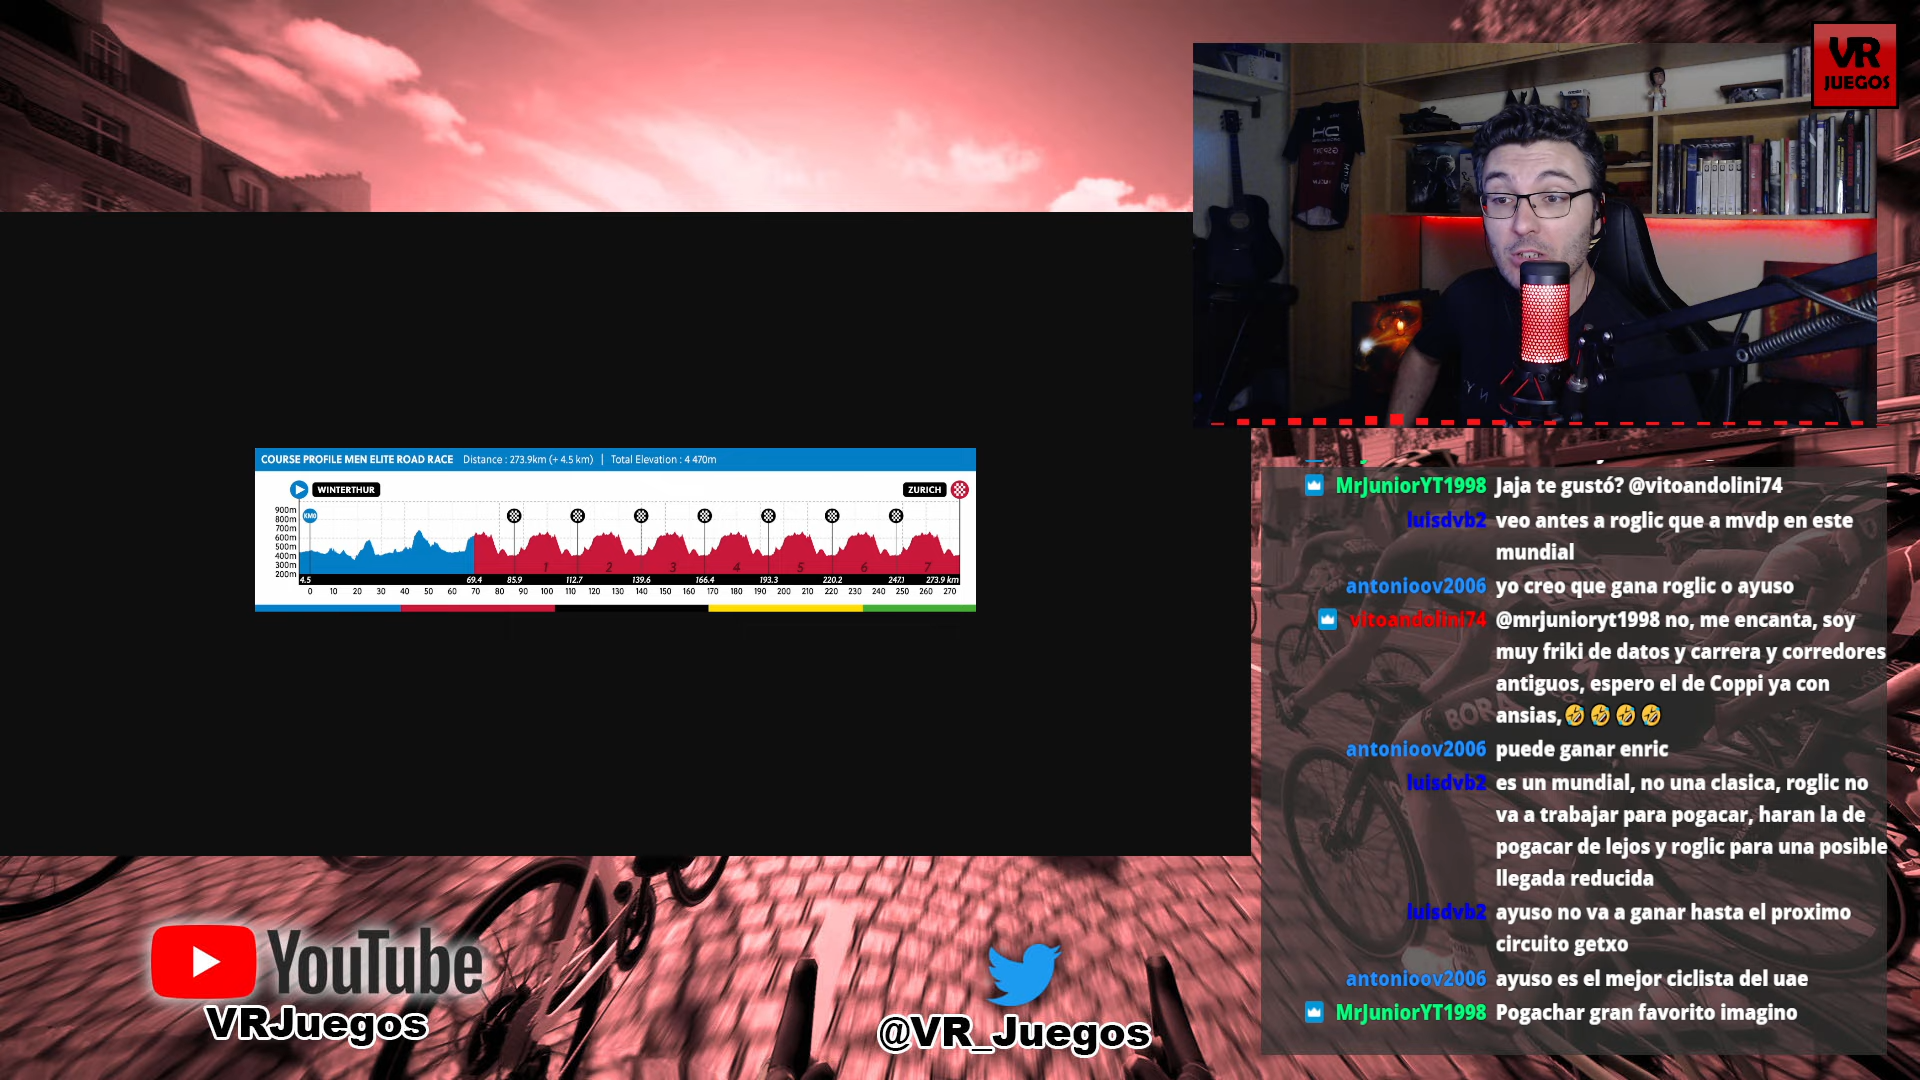 VR
JUEGOS
COURSE PROFILE MEN ELITE ROAD RACE Distance : 273.9km (+ 4.5 km) | Total Elevation : 4 470m
WINTERTHUR
ZURICH
KM0
900m
800m
700m
600m
500m
400m
300m
200m
1 2 3 4 5 6 7
4.5 69.4 85.9 112.7 139.6 166.4 193.3 220.2 247.1 273.9 km
0 10 20 30 40 50 60 70 80 90 100 110 120 130 140 150 160 170 180 190 200 210 220 230 240 250 260 270
MrJuniorYT1998 Jaja te gustó? @vitoandolini74
luisdvb2 veo antes a roglic que a mvdp en este
mundial
antonioov2006 yo creo que gana roglic o ayuso
vitoandolini74 @mrjunioryt1998 no, me encanta, soy
muy friki de datos y carrera y corredores
antiguos, espero el de Coppi ya con
ansias,🤣🤣🤣🤣
antonioov2006 puede ganar enric
luisdvb2 es un mundial, no una clasica, roglic no
va a trabajar para pogacar, haran la de
pogacar de lejos y roglic para una posible
llegada reducida
luisdvb2 ayuso no va a ganar hasta el proximo
circuito getxo
antonioov2006 ayuso es el mejor ciclista del uae
MrJuniorYT1998 Pogachar gran favorito imagino
BOR
YouTube
VRJuegos
@VR_Juegos